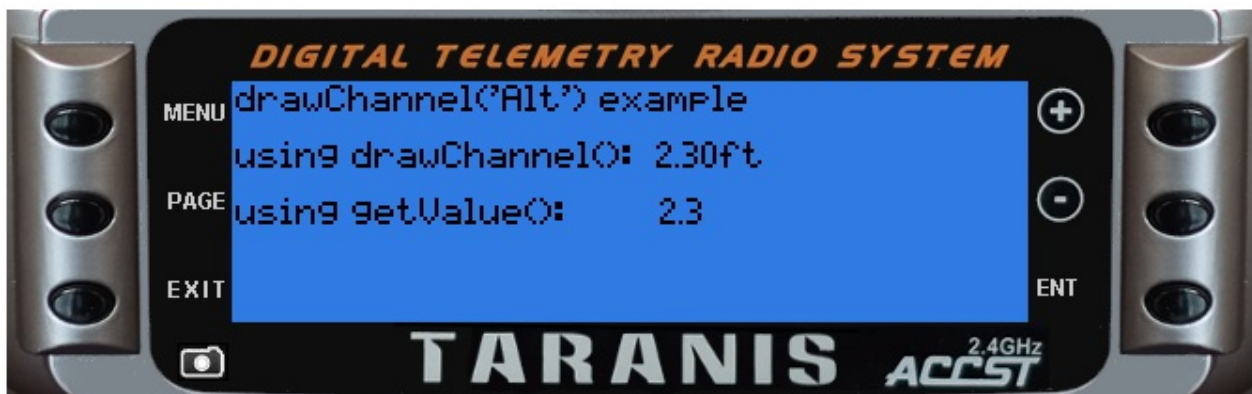 DIGITAL TELEMETRY RADIO SYSTEM
MENU
drawChannel('Alt') example
+
using drawChannel(): 2.30ft
PAGE
using getValue(): 2.3
-
EXIT
ENT
TARANIS
2.4GHz
ACCST